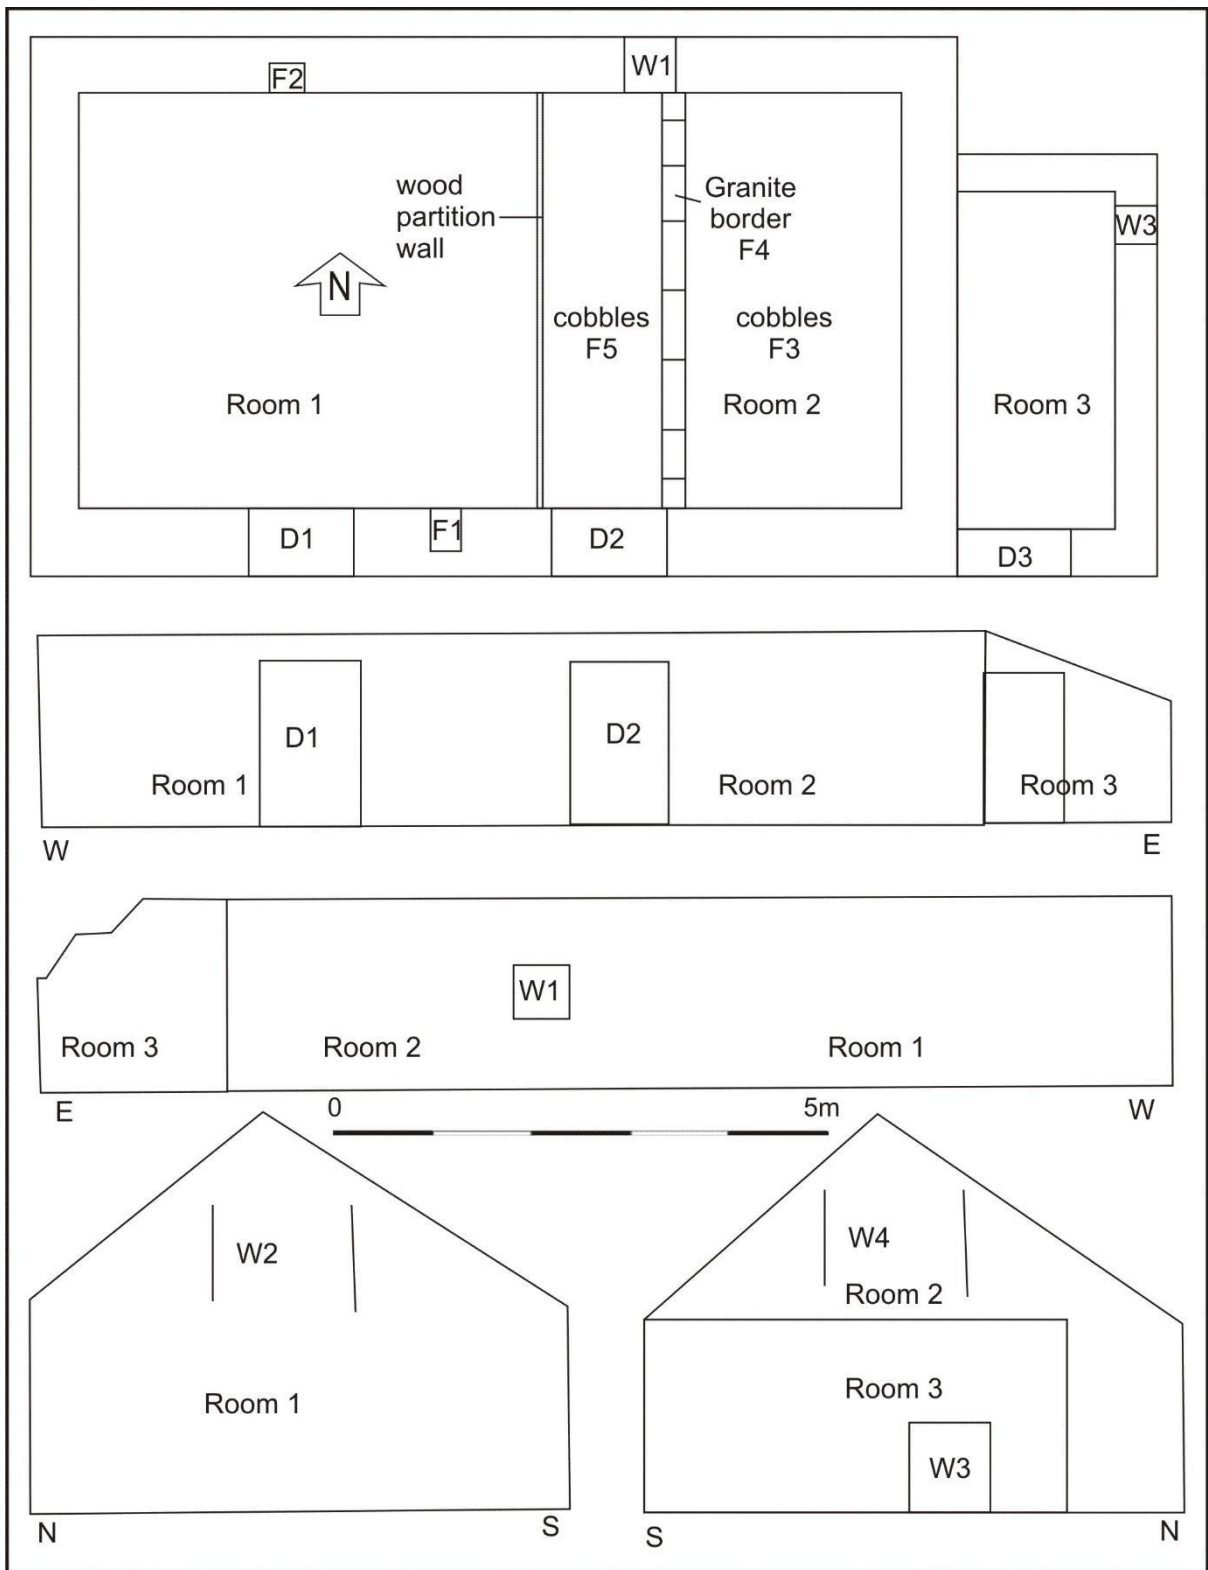 F2
W1
wood
partition
wall
Granite
border
F4
W3
N
cobbles
F5
cobbles
F3
Room 1
Room 2
Room 3
D1
F1
D2
D3
D1
D2
Room 1
Room 2
Room 3
W
E
W1
Room 3
Room 2
Room 1
E
0
5m
W
W2
W4
Room 2
Room 1
Room 3
W3
N
S
S
N